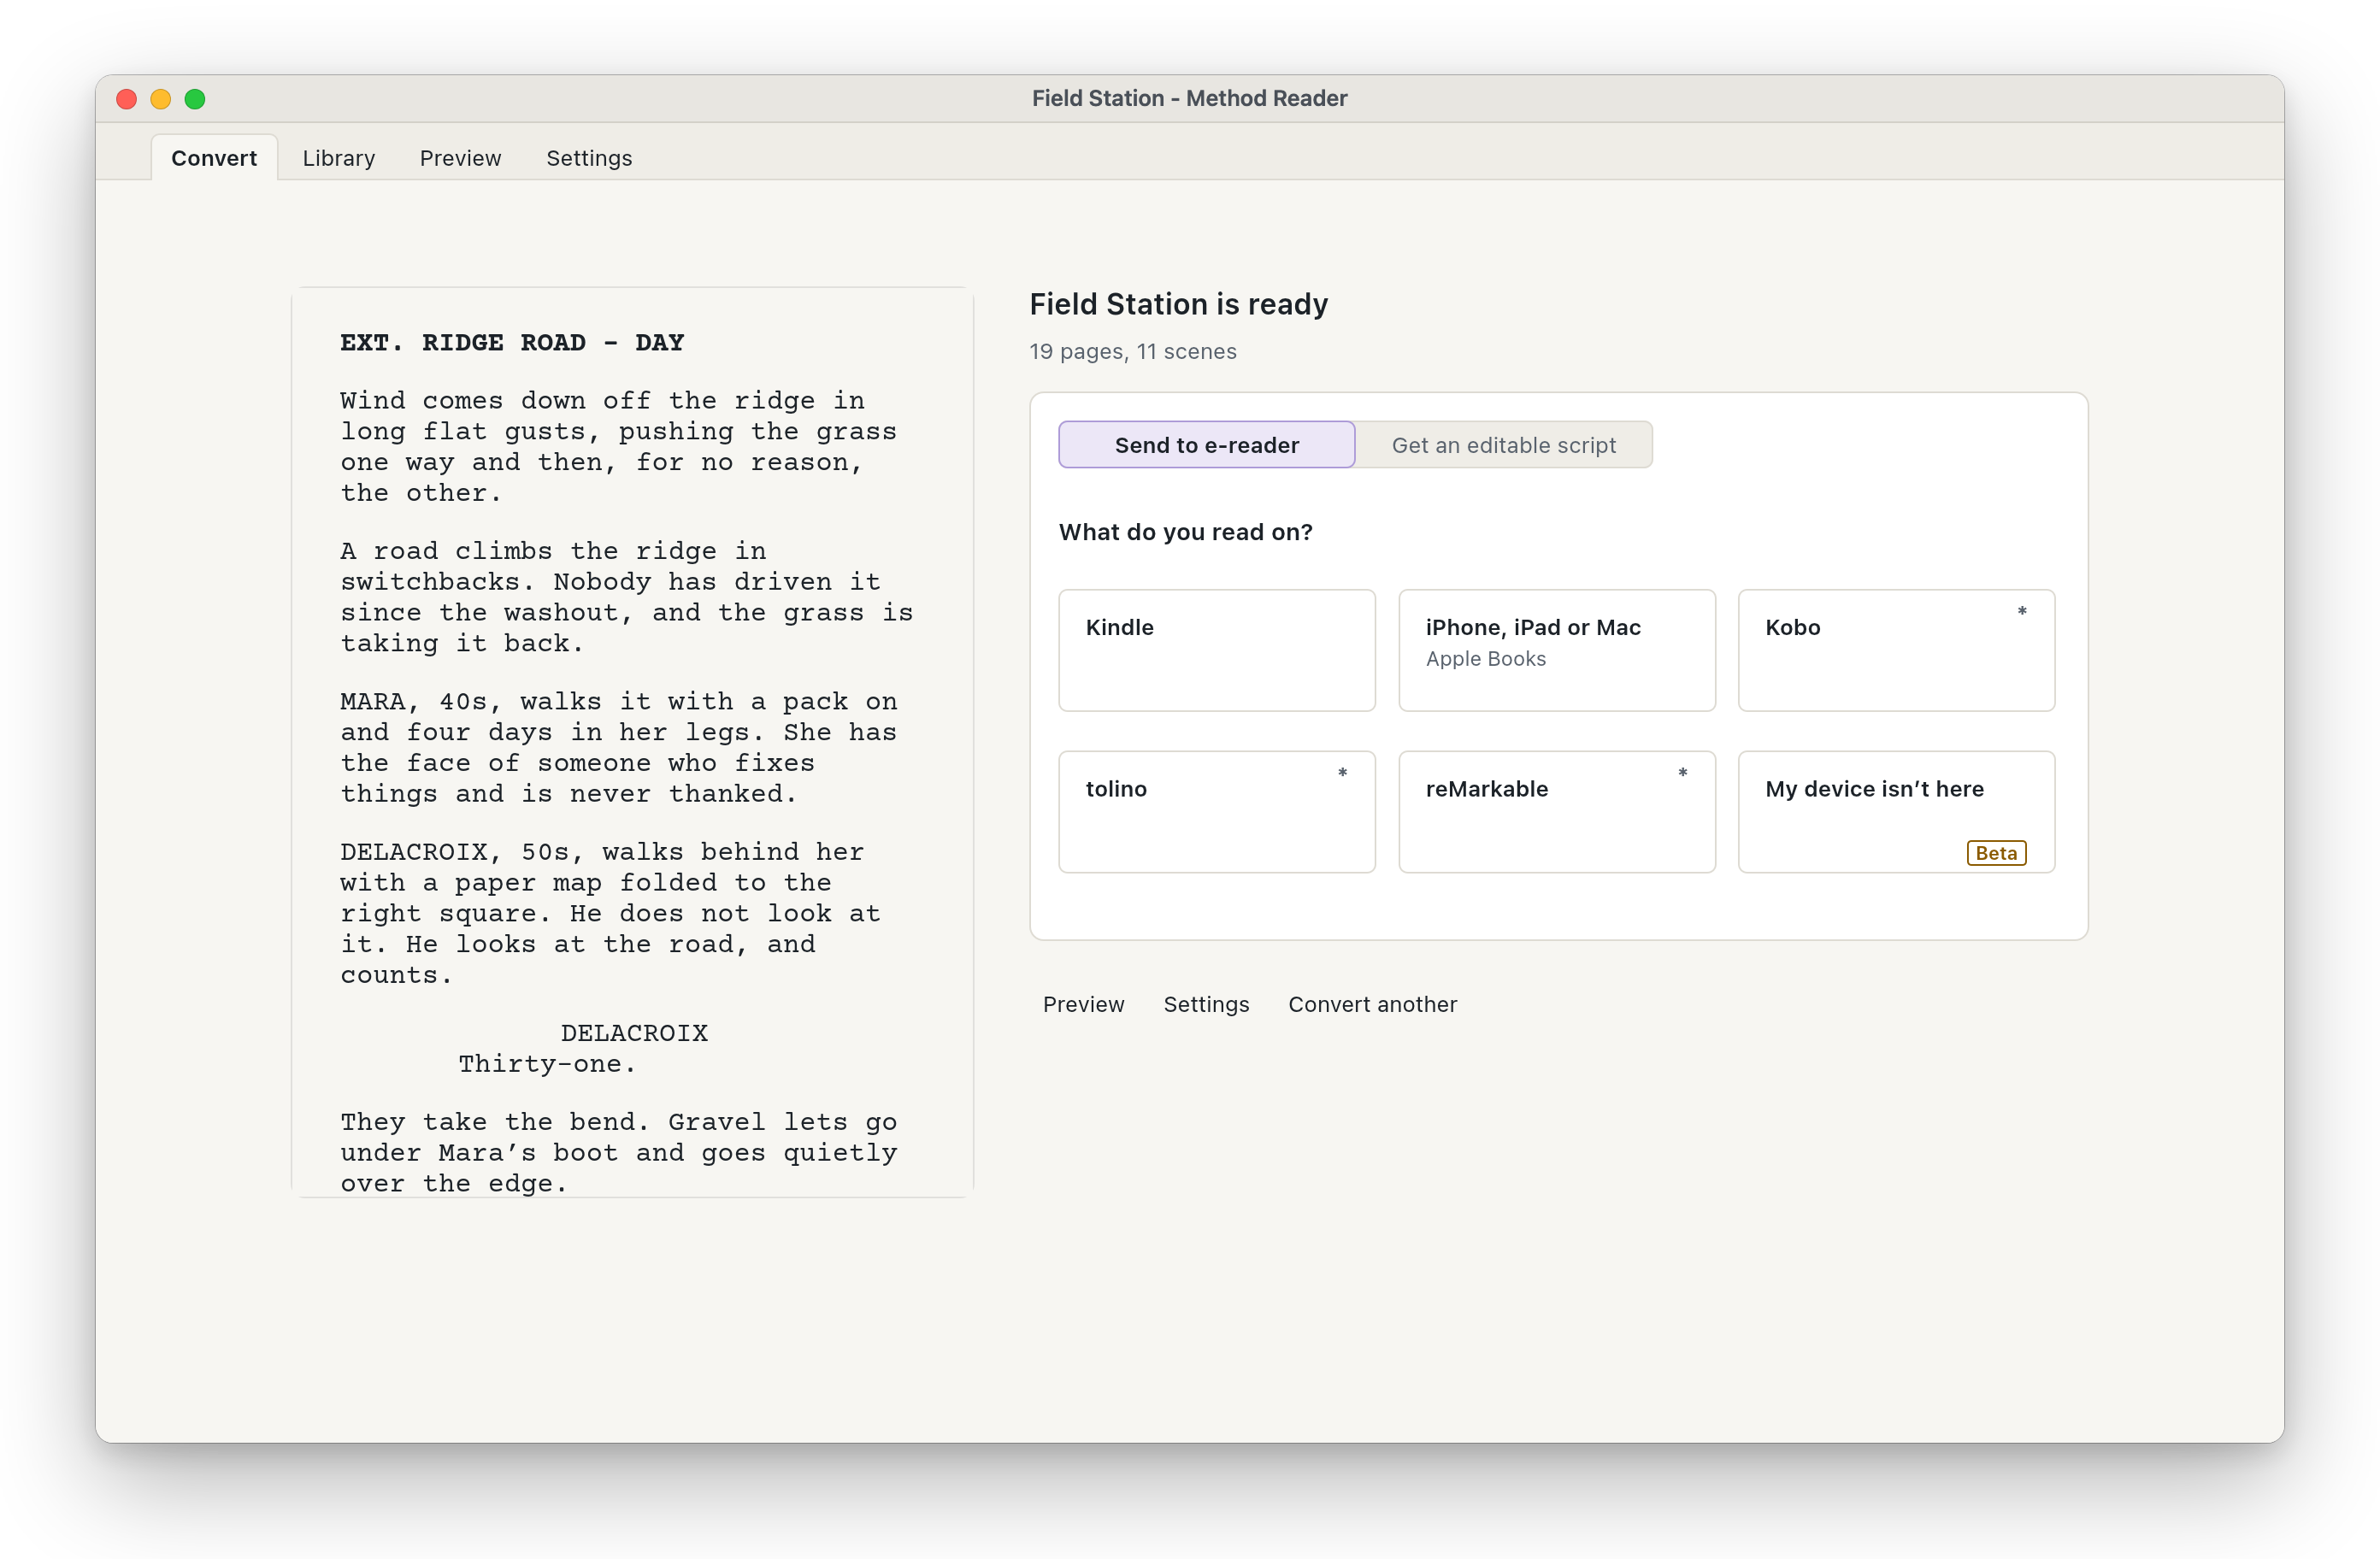 Field Station - Method Reader
Convert
Library
Preview
Settings
EXT. RIDGE ROAD - DAY
Wind comes down off the ridge in
long flat gusts, pushing the grass
one way and then, for no reason,
the other.
A road climbs the ridge in
switchbacks. Nobody has driven it
since the washout, and the grass is
taking it back.
MARA, 40s, walks it with a pack on
and four days in her legs. She has
the face of someone who fixes
things and is never thanked.
DELACROIX, 50s, walks behind her
with a paper map folded to the
right square. He does not look at
it. He looks at the road, and
counts.
DELACROIX
Thirty-one.
They take the bend. Gravel lets go
under Mara’s boot and goes quietly
over the edge.
Field Station is ready
19 pages, 11 scenes
Send to e-reader
Get an editable script
What do you read on?
Kindle
iPhone, iPad or Mac
Apple Books
Kobo
*
tolino
*
reMarkable
*
My device isn’t here
Beta
Preview
Settings
Convert another